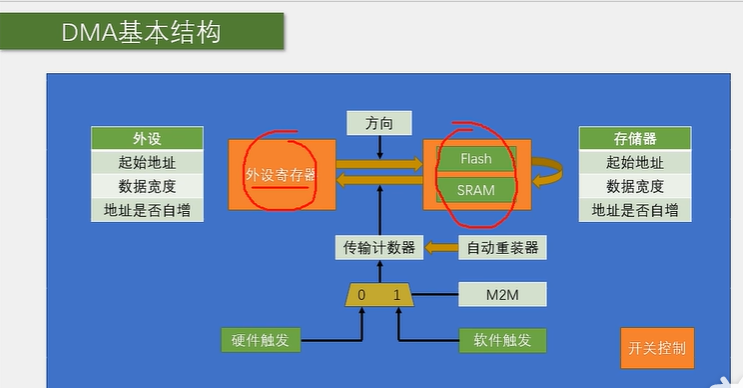 DMA基本结构
方向
外设
起始地址
数据宽度
地址是否自增
外设寄存器
Flash
SRAM
存储器
起始地址
数据宽度
地址是否自增
传输计数器
自动重装器
0 1
M2M
硬件触发
软件触发
开关控制